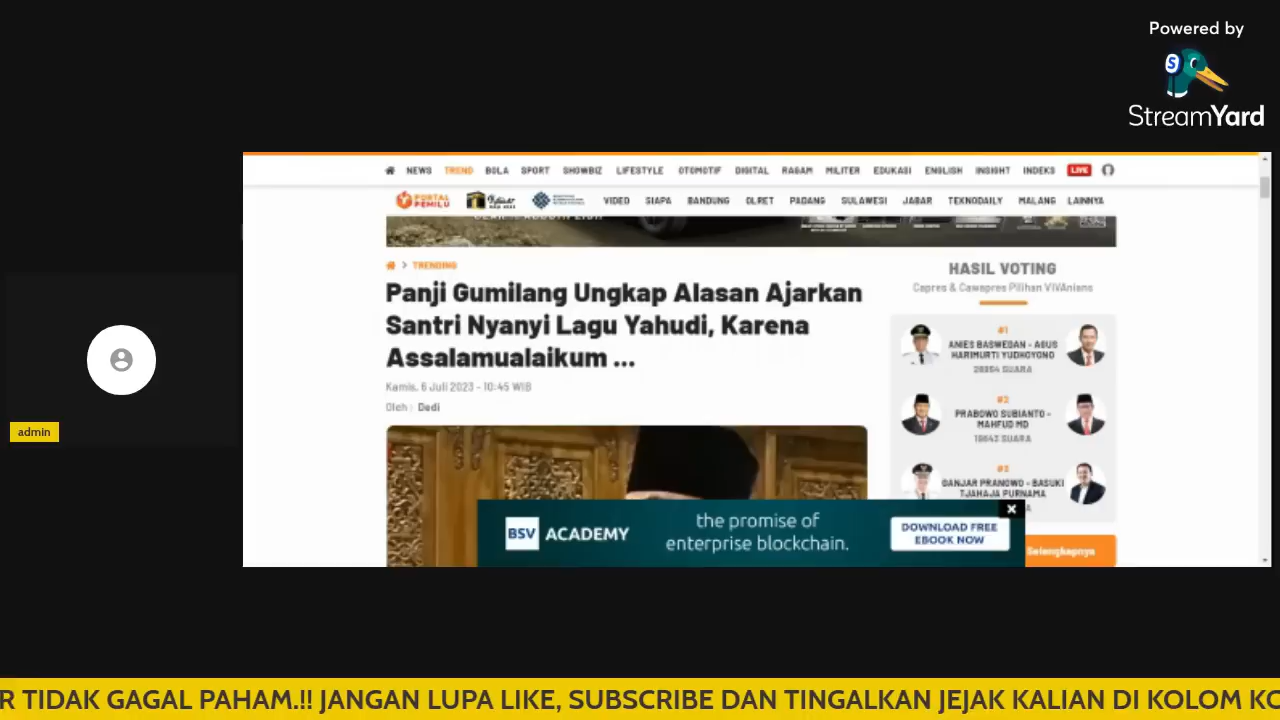 Powered by
StreamYard
NEWS TREND BOLA SPORT SHOWBIZ LIFESTYLE OTOMOTIF DIGITAL RAGAM MILITER EDUKASI ENGLISH INSIGHT INDEKS LIVE
PORTAL PEMILU VIDEO SIAPA BANDUNG OLRET PADANG SULAWESI JABAR TEKNODAILY MALANG LAINNYA
TRENDING
Panji Gumilang Ungkap Alasan Ajarkan
Santri Nyanyi Lagu Yahudi, Karena
Assalamualaikum ...
Kamis, 6 Juli 2023 - 10:45 WIB
Oleh : Dedi
HASIL VOTING
Capres & Cawapres Pilihan VIVAnians
#1
ANIES BASWEDAN - AGUS
HARIMURTI YUDHOYONO
#2
PRABOWO SUBIANTO -
MAHFUD MD
#3
GANJAR PRANOWO - BASUKI
TJAHAJA PURNAMA
Selengkapnya
BSV ACADEMY
the promise of
enterprise blockchain.
DOWNLOAD FREE
EBOOK NOW
admin
R TIDAK GAGAL PAHAM.!! JANGAN LUPA LIKE, SUBSCRIBE DAN TINGALKAN JEJAK KALIAN DI KOLOM KO